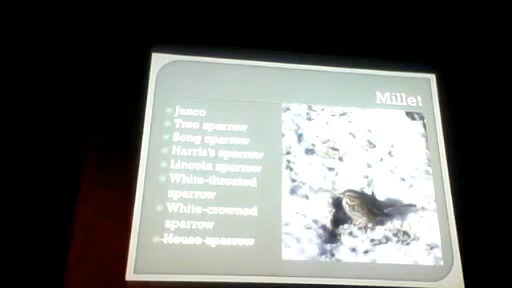 Millet
Junco
Tree sparrow
Song sparrow
Harris's sparrow
Lincoln sparrow
White-throated
sparrow
White-crowned
sparrow
House sparrow